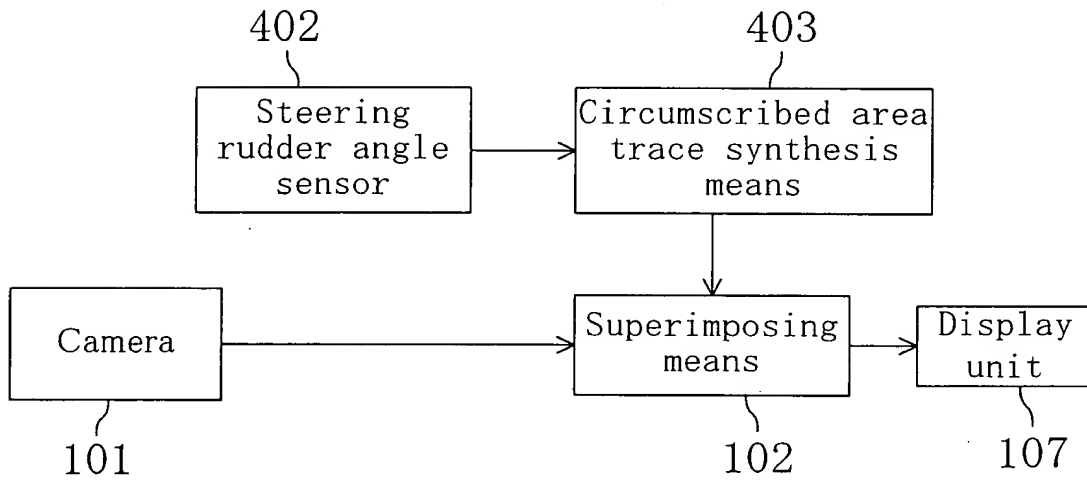 402
403
Steering
rudder angle
sensor
Circumscribed area
trace synthesis
means
Camera
Superimposing
means
Display
unit
101
102
107